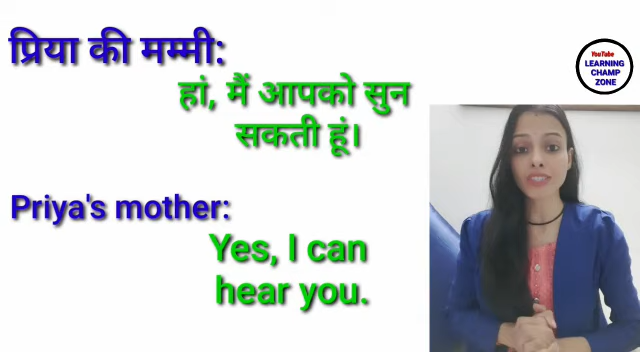 प्रिया की मम्मी:
हां, मैं आपको सुन
सकती हूं।
Priya's mother:
Yes, I can
hear you.
YouTube
LEARNING
CHAMP
ZONE